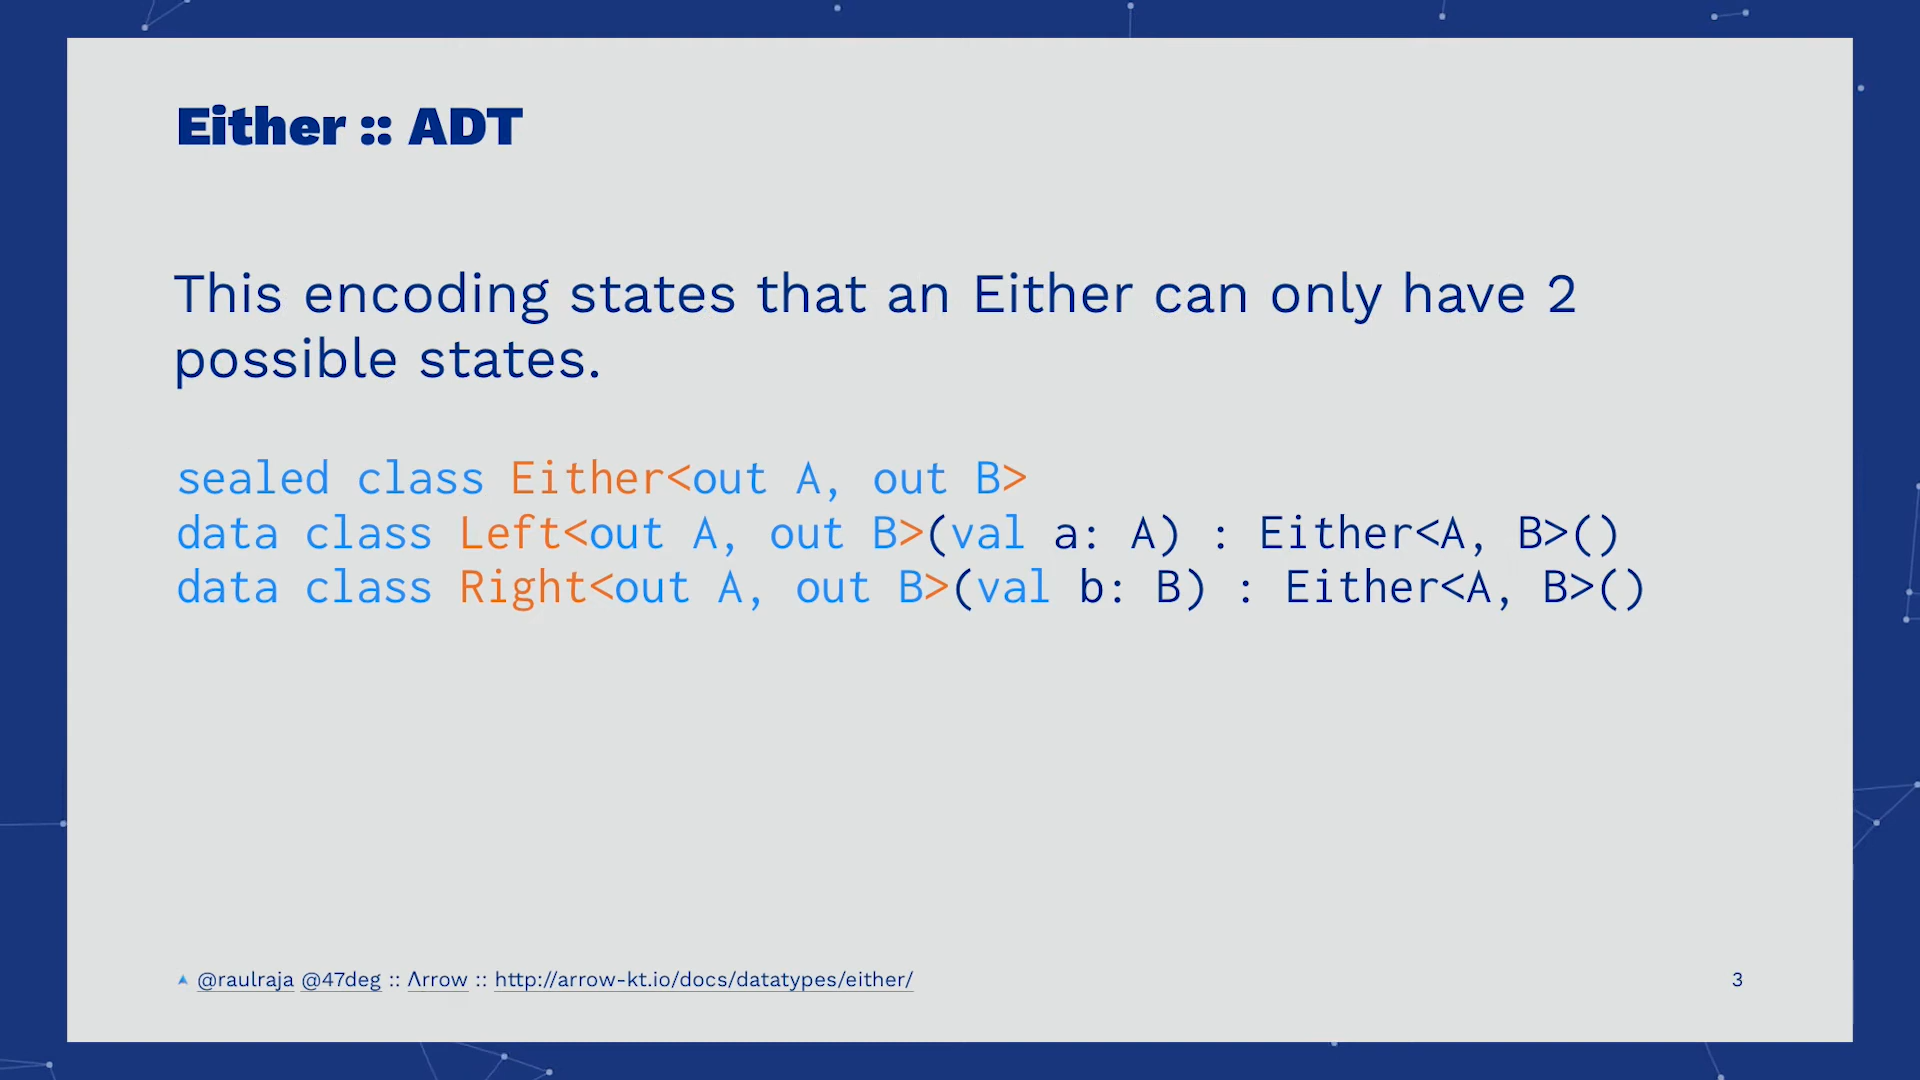 Either :: ADT
This encoding states that an Either can only have 2
possible states.
sealed class Either<out A, out B>
data class Left<out A, out B>(val a: A) : Either<A, B>()
data class Right<out A, out B>(val b: B) : Either<A, B>()
@raulraja @47deg :: Λrrow :: http://arrow-kt.io/docs/datatypes/either/
3